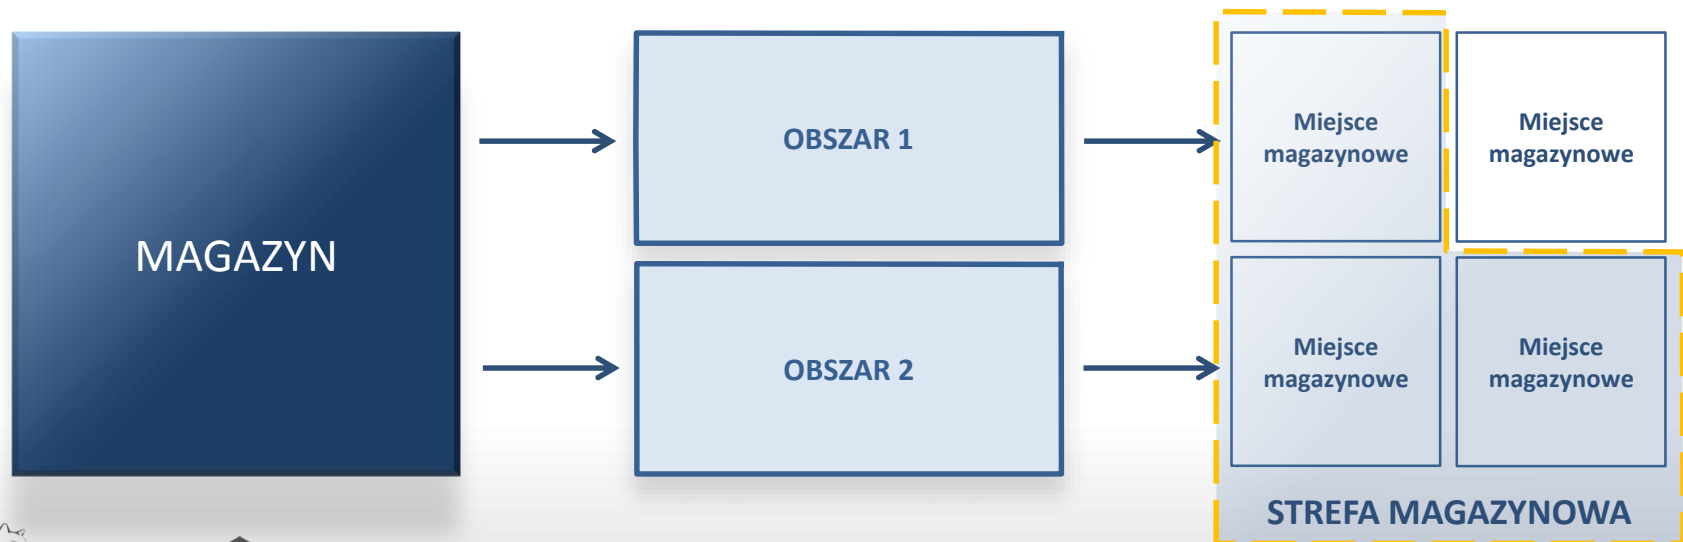 MAGAZYN
OBSZAR 1
Miejsce
magazynowe
Miejsce
magazynowe
OBSZAR 2
Miejsce
magazynowe
Miejsce
magazynowe
STREFA MAGAZYNOWA